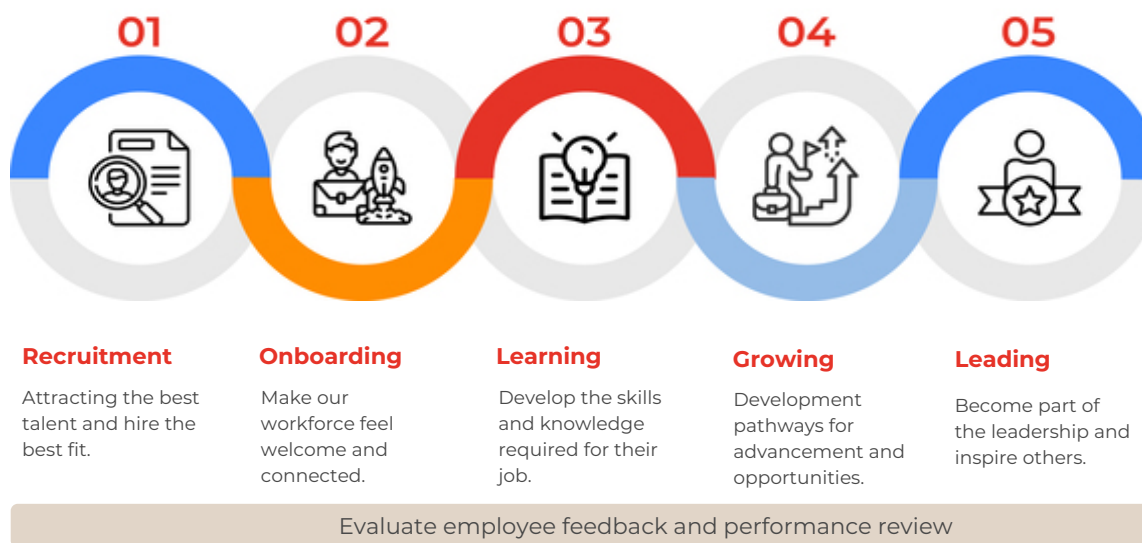 01 02 03 04 05
Recruitment
Attracting the best
talent and hire the
best fit.
Onboarding
Make our
workforce feel
welcome and
connected.
Learning
Develop the skills
and knowledge
required for their
job.
Growing
Development
pathways for
advancement and
opportunities.
Leading
Become part of
the leadership and
inspire others.
Evaluate employee feedback and performance review